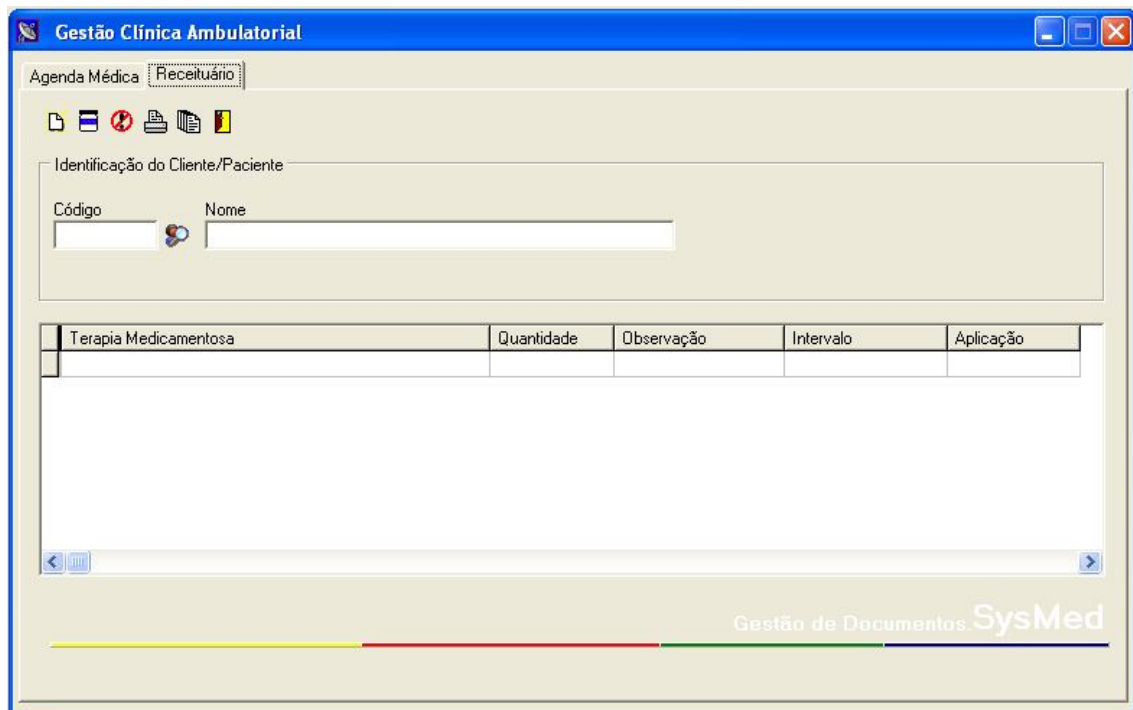 Gestão Clínica Ambulatorial
Agenda Médica Receituário
Identificação do Cliente/Paciente
Código Nome
Terapia Medicamentosa Quantidade Observação Intervalo Aplicação
Gestão de Documentos.SysMed